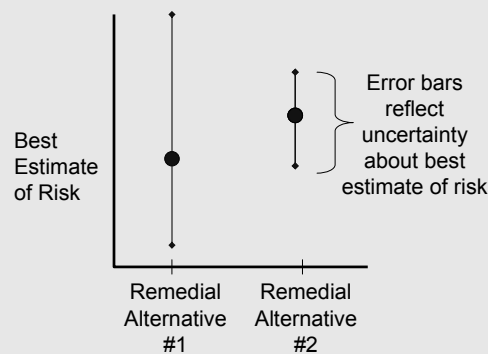 Best
Estimate
of Risk
Error bars
reflect
uncertainty
about best
estimate of risk
Remedial
Alternative
#1
Remedial
Alternative
#2